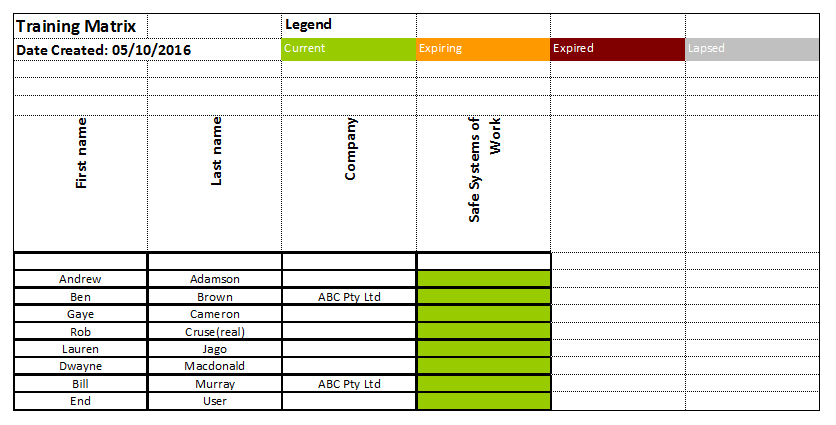 Training Matrix Legend
Date Created: 05/10/2016 Current Expiring Expired Lapsed
First name Last name Company Safe Systems of
Work
Andrew Adamson
Ben Brown ABC Pty Ltd
Gaye Cameron
Rob Cruse(real)
Lauren Jago
Dwayne Macdonald
Bill Murray ABC Pty Ltd
End User